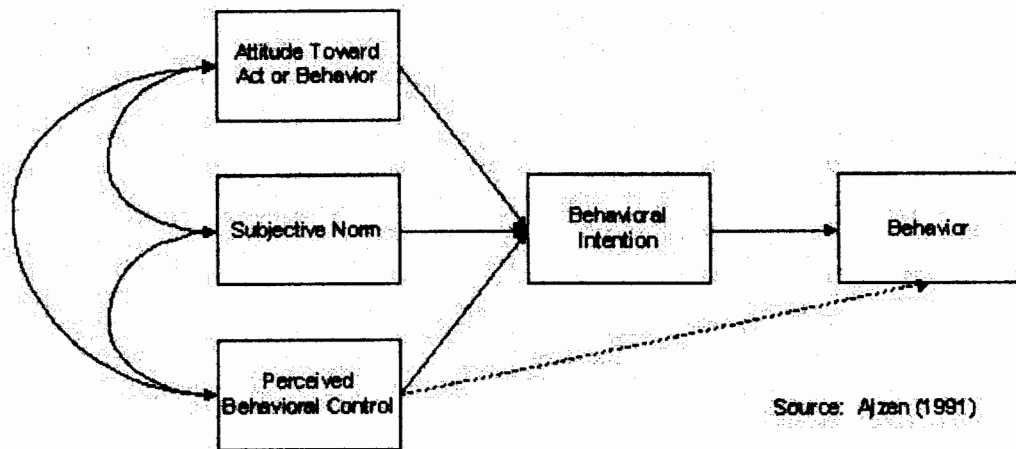 Attitude Toward
Act or Behavior
Subjective Norm
Behavioral
Intention
Behavior
Perceived
Behavioral Control
Source: Ajzen (1991)